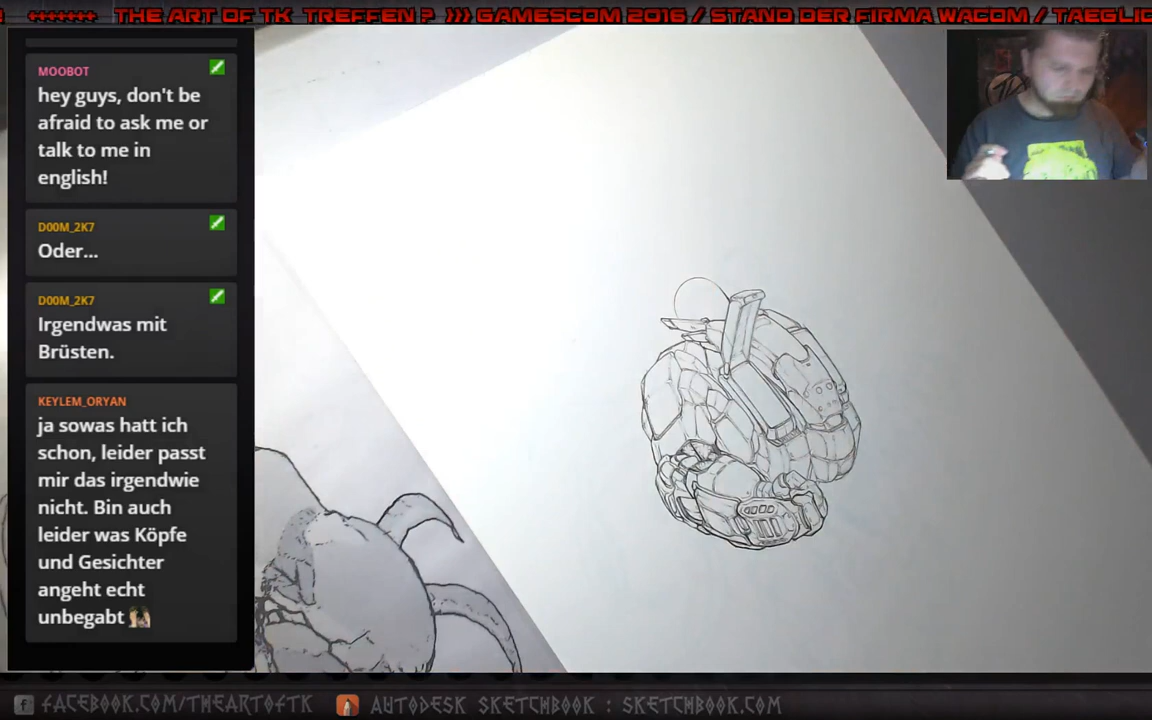 THE ART OF TK TREFFEN ? >>> GAMESCOM 2016 / STAND DER FIRMA WACOM / TAEGLIC
MOOBOT
hey guys, don't be
afraid to ask me or
talk to me in
english!
D00M_2K7
Oder...
D00M_2K7
Irgendwas mit
Brüsten.
KEYLEM_ORYAN
ja sowas hatt ich
schon, leider passt
mir das irgendwie
nicht. Bin auch
leider was Köpfe
und Gesichter
angeht echt
unbegabt
FACEBOOK.COM/THEARTOFTK AUTODESK SKETCHBOOK : SKETCHBOOK.COM